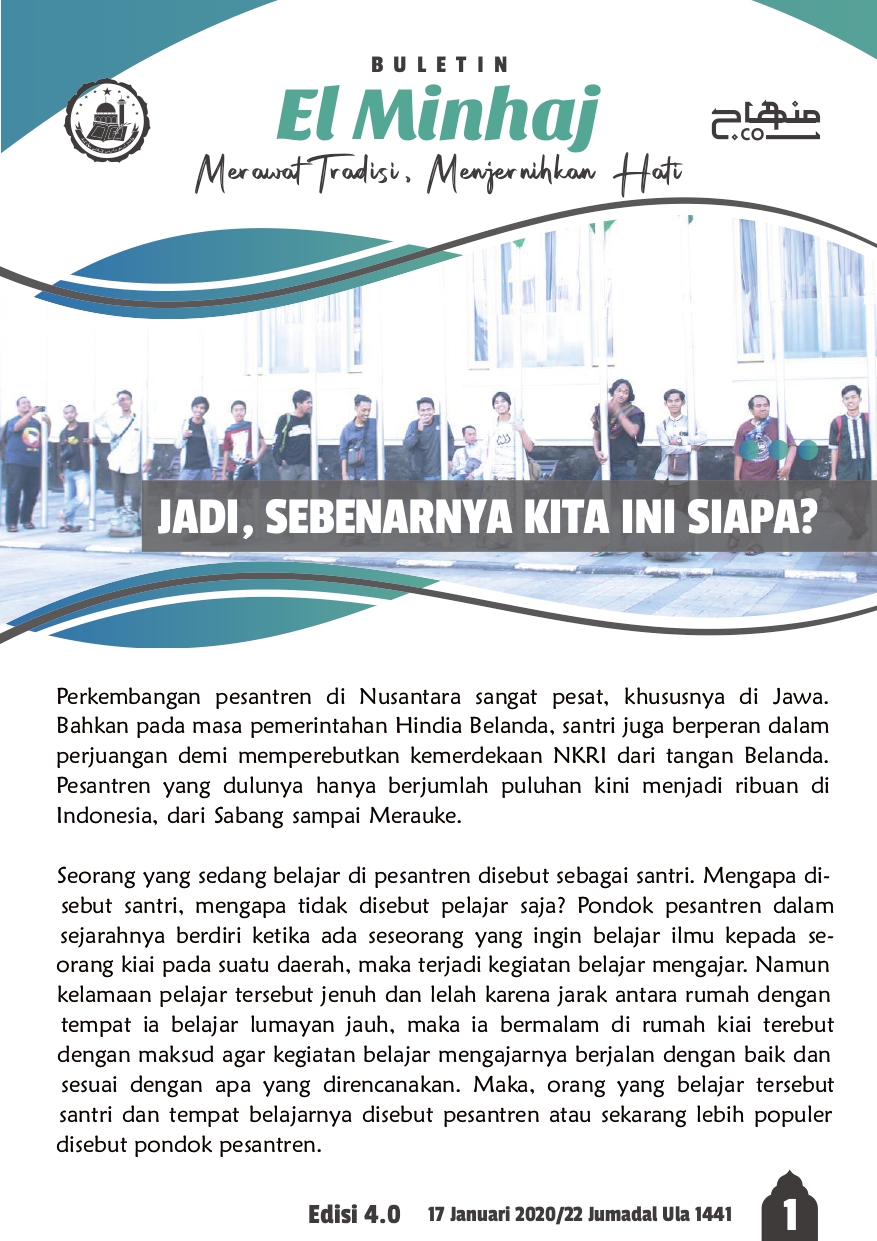 BULETIN
El Minhaj
Merawat Tradisi, Menjernihkan Hati
منهاج
.co
JADI, SEBENARNYA KITA INI SIAPA?
Perkembangan pesantren di Nusantara sangat pesat, khususnya di Jawa.
Bahkan pada masa pemerintahan Hindia Belanda, santri juga berperan dalam
perjuangan demi memperebutkan kemerdekaan NKRI dari tangan Belanda.
Pesantren yang dulunya hanya berjumlah puluhan kini menjadi ribuan di
Indonesia, dari Sabang sampai Merauke.
Seorang yang sedang belajar di pesantren disebut sebagai santri. Mengapa di-
sebut santri, mengapa tidak disebut pelajar saja? Pondok pesantren dalam
sejarahnya berdiri ketika ada seseorang yang ingin belajar ilmu kepada se-
orang kiai pada suatu daerah, maka terjadi kegiatan belajar mengajar. Namun
kelamaan pelajar tersebut jenuh dan lelah karena jarak antara rumah dengan
tempat ia belajar lumayan jauh, maka ia bermalam di rumah kiai terebut
dengan maksud agar kegiatan belajar mengajarnya berjalan dengan baik dan
sesuai dengan apa yang direncanakan. Maka, orang yang belajar tersebut
santri dan tempat belajarnya disebut pesantren atau sekarang lebih populer
disebut pondok pesantren.
Edisi 4.0 17 Januari 2020/22 Jumadal Ula 1441 1